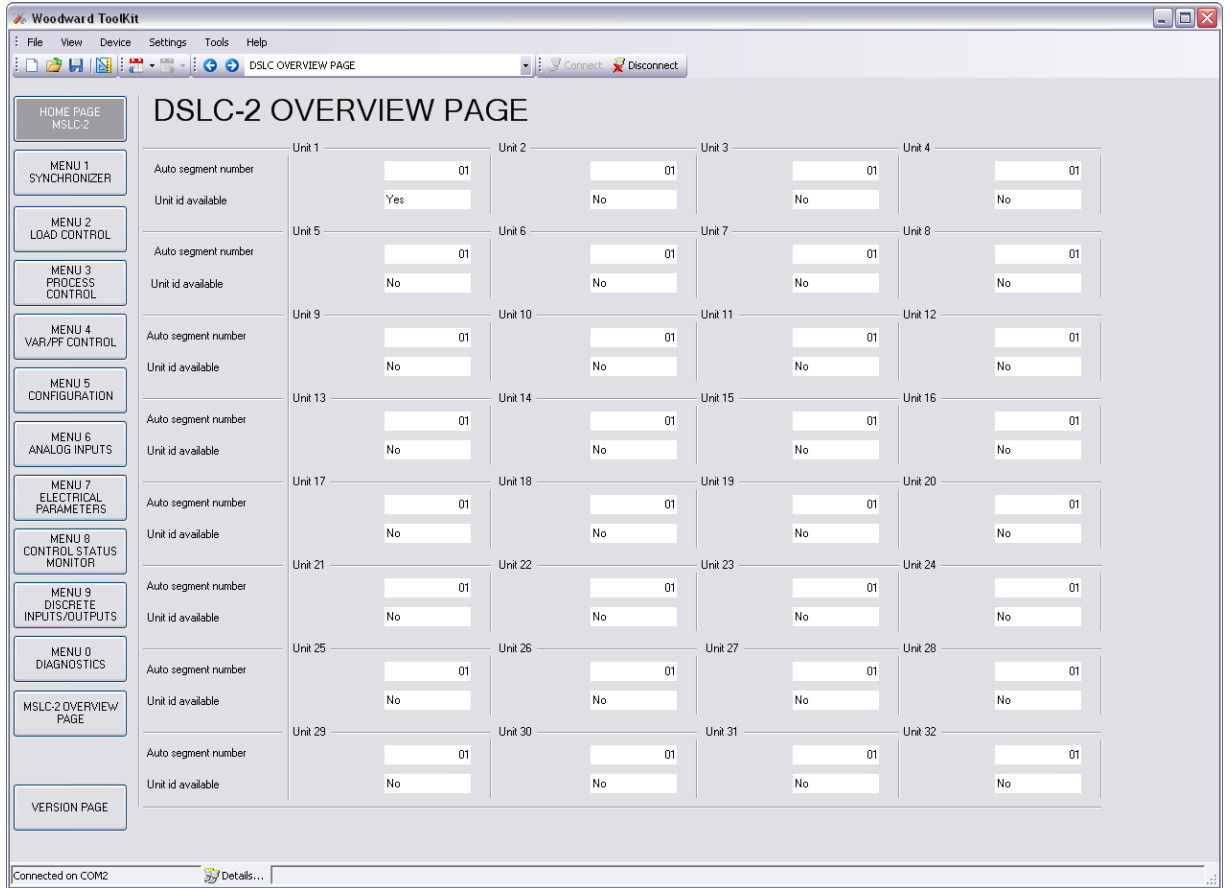 Woodward ToolKit
File View Device Settings Tools Help
DSLC OVERVIEW PAGE Connect Disconnect
HOME PAGE
MSLC-2
MENU 1
SYNCHRONIZER
MENU 2
LOAD CONTROL
MENU 3
PROCESS
CONTROL
MENU 4
VAR/PF CONTROL
MENU 5
CONFIGURATION
MENU 6
ANALOG INPUTS
MENU 7
ELECTRICAL
PARAMETERS
MENU 8
CONTROL STATUS
MONITOR
MENU 9
DISCRETE
INPUTS/OUTPUTS
MENU 0
DIAGNOSTICS
MSLC-2 OVERVIEW
PAGE
VERSION PAGE
DSLC-2 OVERVIEW PAGE
Unit 1 Unit 2 Unit 3 Unit 4
Auto segment number 01 01 01 01
Unit id available Yes No No No
Unit 5 Unit 6 Unit 7 Unit 8
Auto segment number 01 01 01 01
Unit id available No No No No
Unit 9 Unit 10 Unit 11 Unit 12
Auto segment number 01 01 01 01
Unit id available No No No No
Unit 13 Unit 14 Unit 15 Unit 16
Auto segment number 01 01 01 01
Unit id available No No No No
Unit 17 Unit 18 Unit 19 Unit 20
Auto segment number 01 01 01 01
Unit id available No No No No
Unit 21 Unit 22 Unit 23 Unit 24
Auto segment number 01 01 01 01
Unit id available No No No No
Unit 25 Unit 26 Unit 27 Unit 28
Auto segment number 01 01 01 01
Unit id available No No No No
Unit 29 Unit 30 Unit 31 Unit 32
Auto segment number 01 01 01 01
Unit id available No No No No
Connected on COM2 Details...